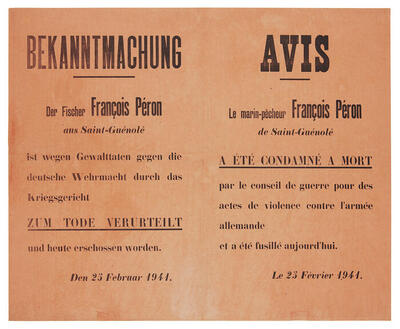 BEKANNTMACHUNG
Der Fischer François Péron
aus Saint-Guénolé
ist wegen Gewalttaten gegen die
deutsche Wehrmacht durch das
Kriegsgericht
ZUM TODE VERURTEILT
und heute erschossen worden.
Den 25 Februar 1941.
AVIS
Le marin-pêcheur François Péron
de Saint-Guénolé
A ÉTÉ CONDAMNÉ A MORT
par le conseil de guerre pour des
actes de violence contre l'armée
allemande
et a été fusillé aujourd'hui.
Le 25 Février 1941.